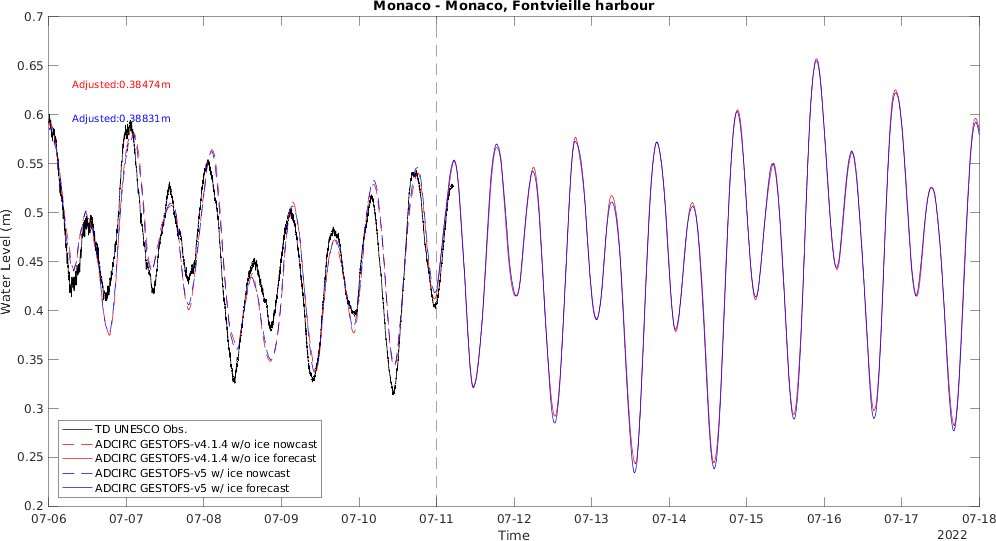 Monaco - Monaco, Fontvieille harbour
0.7
0.65
0.6
0.55
0.5
0.45
0.4
0.35
0.3
0.25
0.2
Water Level (m)
Adjusted:0.38474m
Adjusted:0.38831m
TD UNESCO Obs.
ADCIRC GESTOFS-v4.1.4 w/o ice nowcast
ADCIRC GESTOFS-v4.1.4 w/o ice forecast
ADCIRC GESTOFS-v5 w/ ice nowcast
ADCIRC GESTOFS-v5 w/ ice forecast
07-06 07-07 07-08 07-09 07-10 07-11 07-12 07-13 07-14 07-15 07-16 07-17 07-18
Time
2022